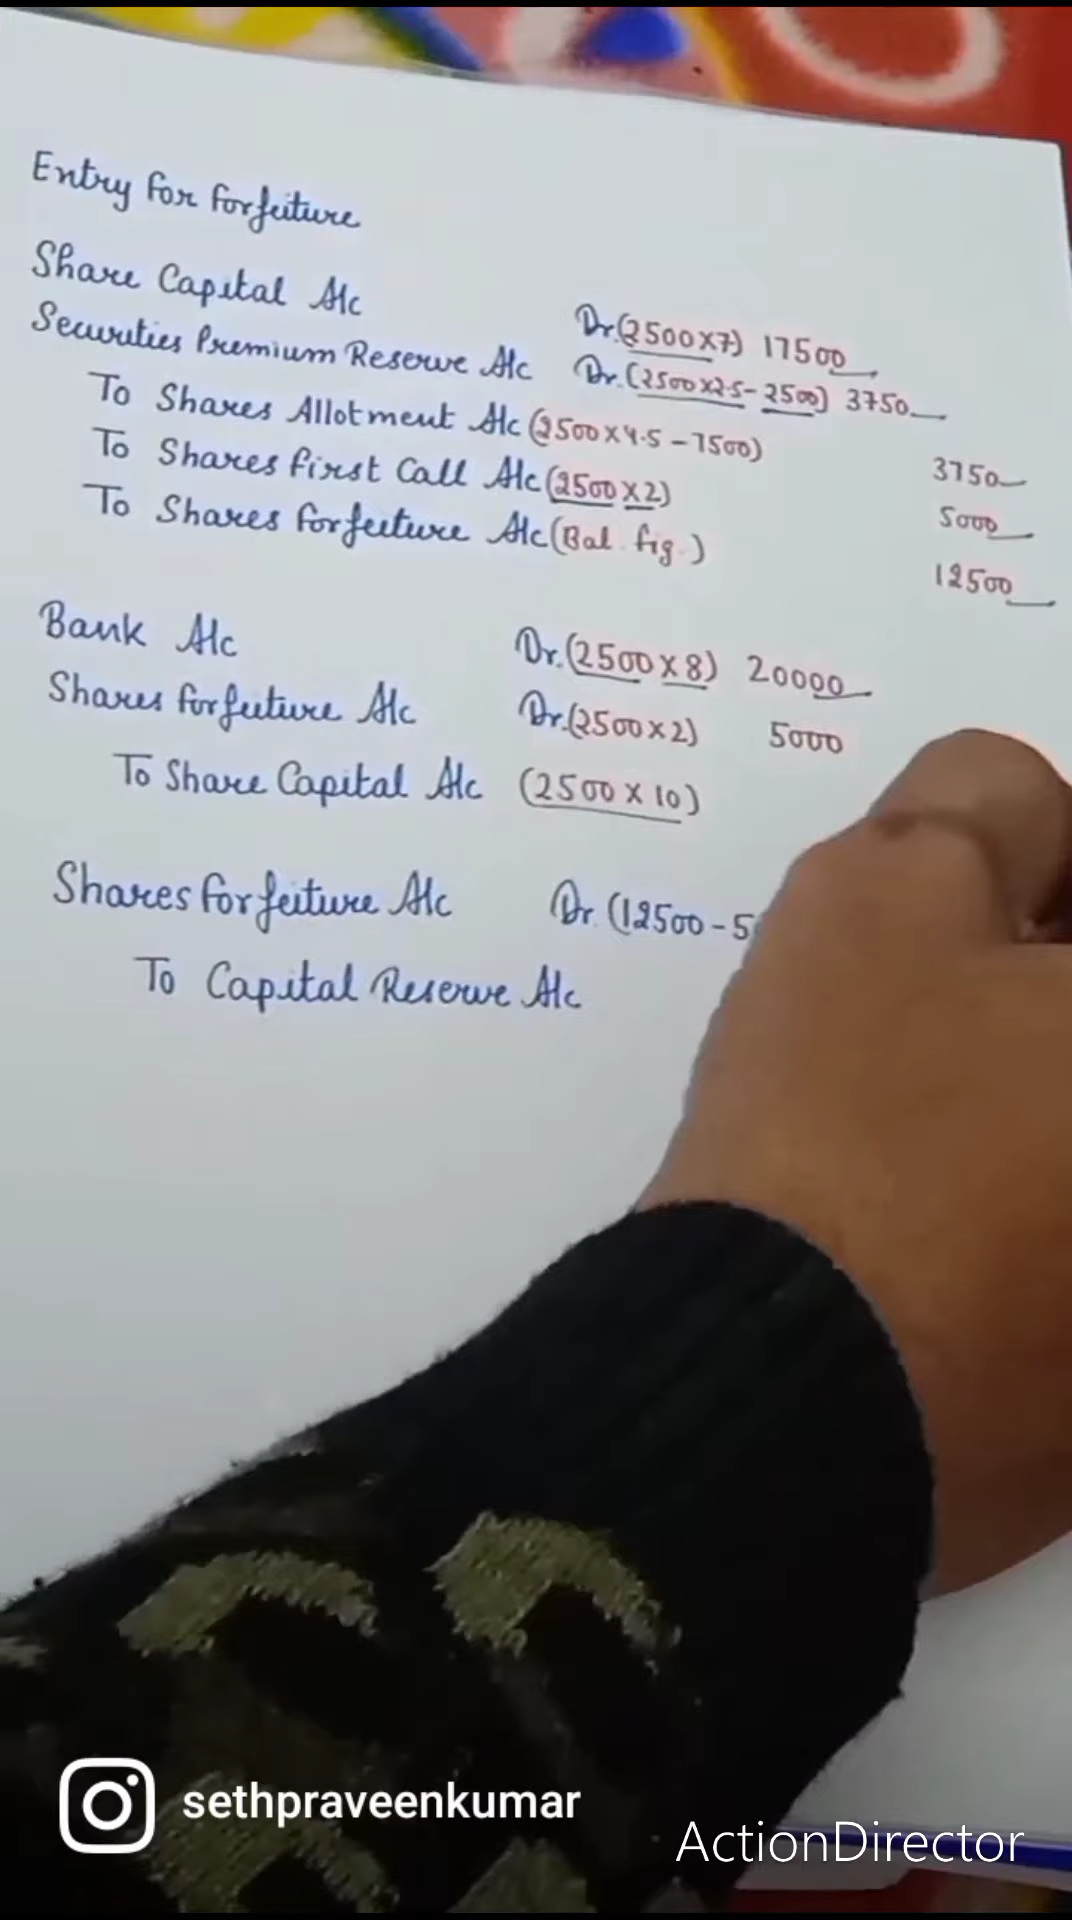 Entry for forfeiture
Share Capital A/c Dr.(2500x7) 17500
Securities Premium Reserve A/c Dr.(2500x2.5-2500) 3750
To Shares Allotment A/c (2500x4.5-7500) 3750
To Shares first Call A/c (2500x2) 5000
To Shares forfeiture A/c (Bal. fig.) 12500
Bank A/c Dr.(2500x8) 20000
Shares forfeiture A/c Dr.(2500x2) 5000
To Share Capital A/c (2500x10)
Shares forfeiture A/c Dr. (12500-5
To Capital Reserve A/c
sethpraveenkumar
ActionDirector